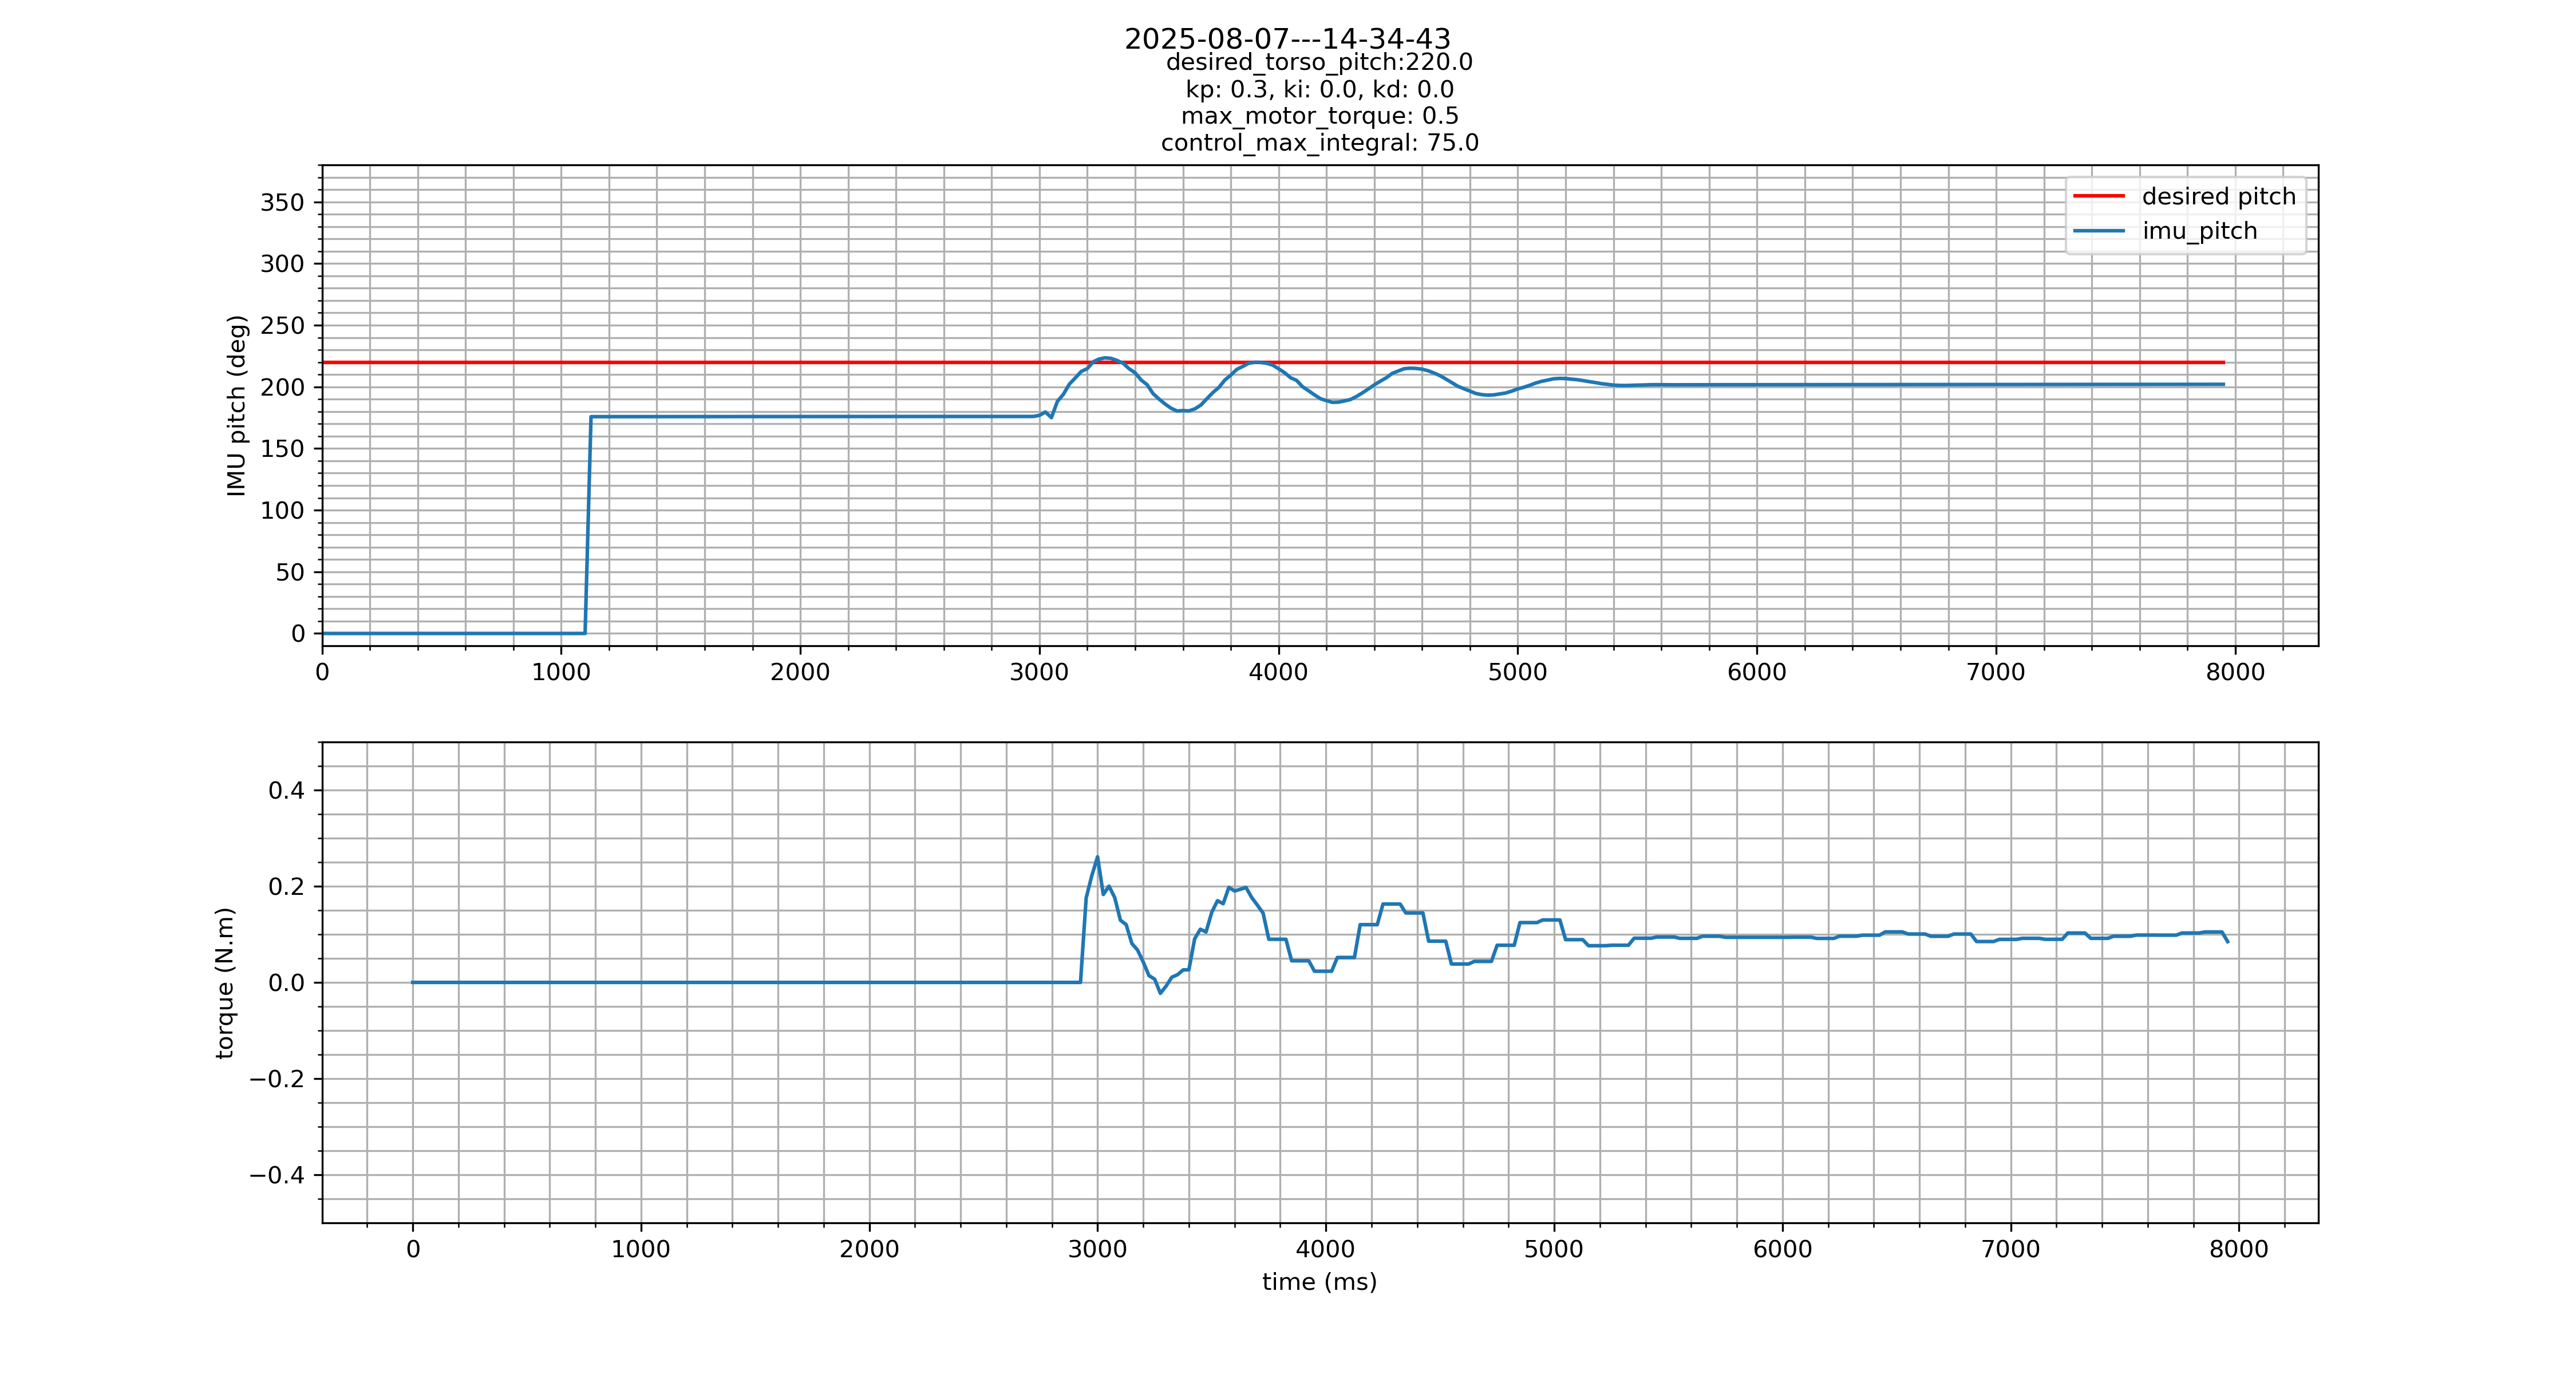 2025-08-07---14-34-43
desired_torso_pitch:220.0
kp: 0.3, ki: 0.0, kd: 0.0
max_motor_torque: 0.5
control_max_integral: 75.0
desired pitch
imu_pitch
IMU pitch (deg)
350
300
250
200
150
100
50
0
0 1000 2000 3000 4000 5000 6000 7000 8000
torque (N.m)
0.4
0.2
0.0
−0.2
−0.4
0 1000 2000 3000 4000 5000 6000 7000 8000
time (ms)